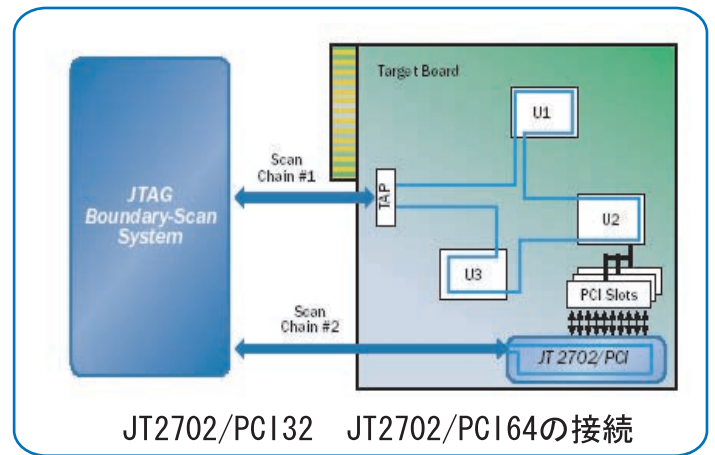 Target Board
U1
Scan
Chain #1
TAP
JTAG
Boundary-Scan
System
U2
U3
PCI Slots
Scan
Chain #2
JT 2702/PCI
JT2702/PCI32　JT2702/PCI64の接続